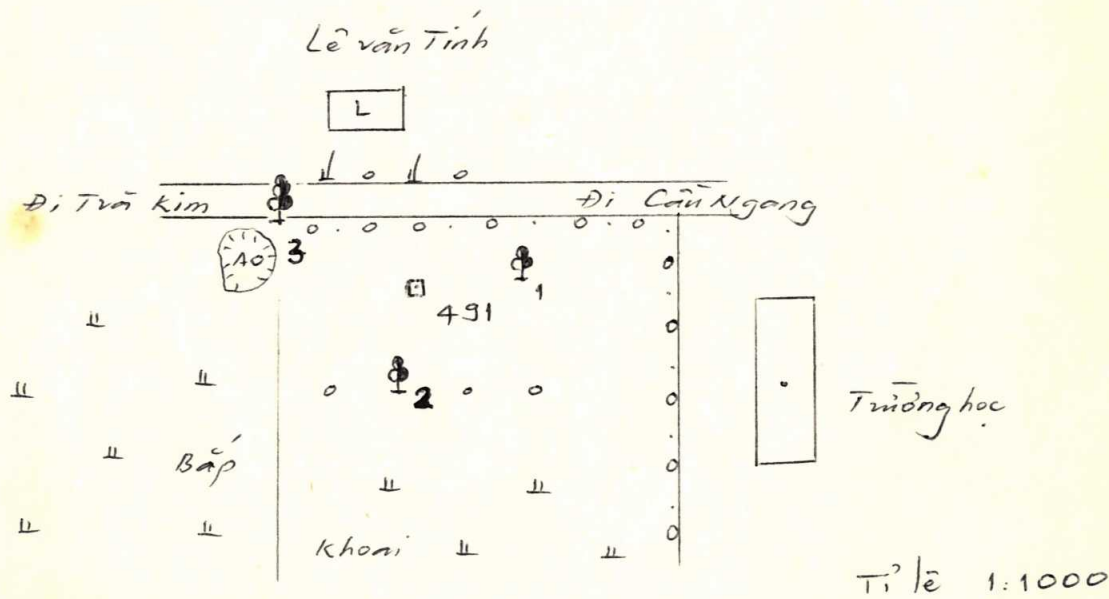 Lê văn Tính
L
Đi Trà Kim
Đi Cầu Ngang
AO
3
1
491
2
Trường học
Bắp
Khoai
Tỉ lê 1:1000